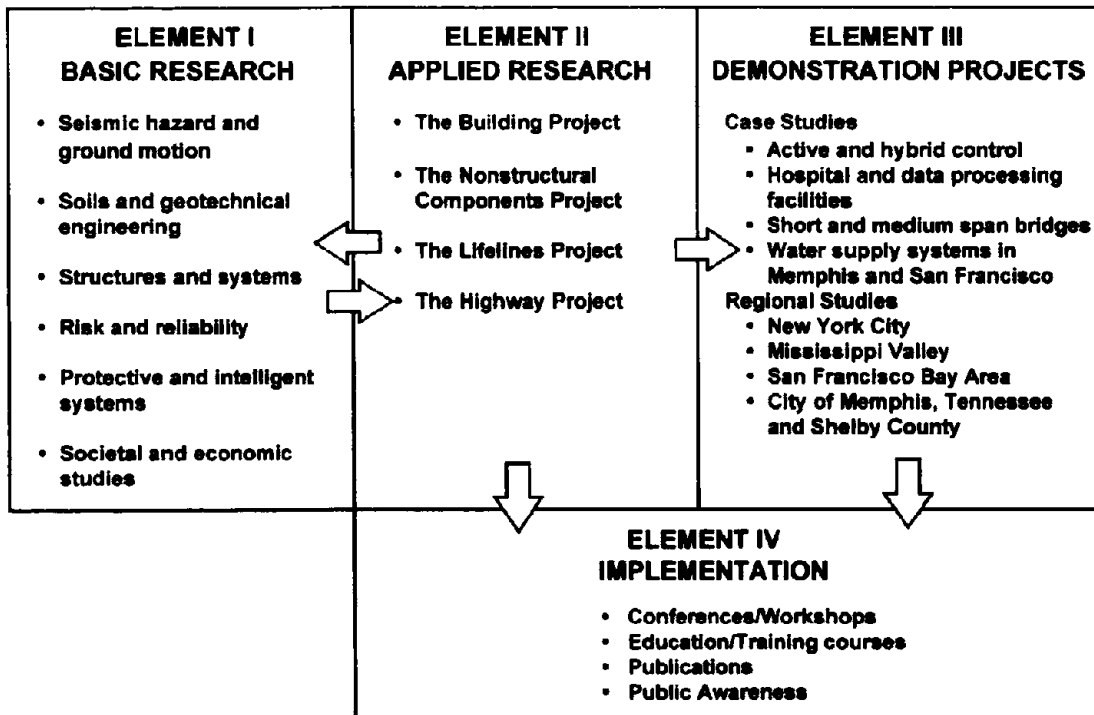 ELEMENT I
BASIC RESEARCH
• Seismic hazard and
ground motion
• Soils and geotechnical
engineering
• Structures and systems
• Risk and reliability
• Protective and intelligent
systems
• Societal and economic
studies
ELEMENT II
APPLIED RESEARCH
• The Building Project
• The Nonstructural
Components Project
• The Lifelines Project
• The Highway Project
ELEMENT III
DEMONSTRATION PROJECTS
Case Studies
• Active and hybrid control
• Hospital and data processing
facilities
• Short and medium span bridges
• Water supply systems in
Memphis and San Francisco
Regional Studies
• New York City
• Mississippi Valley
• San Francisco Bay Area
• City of Memphis, Tennessee
and Shelby County
ELEMENT IV
IMPLEMENTATION
• Conferences/Workshops
• Education/Training courses
• Publications
• Public Awareness